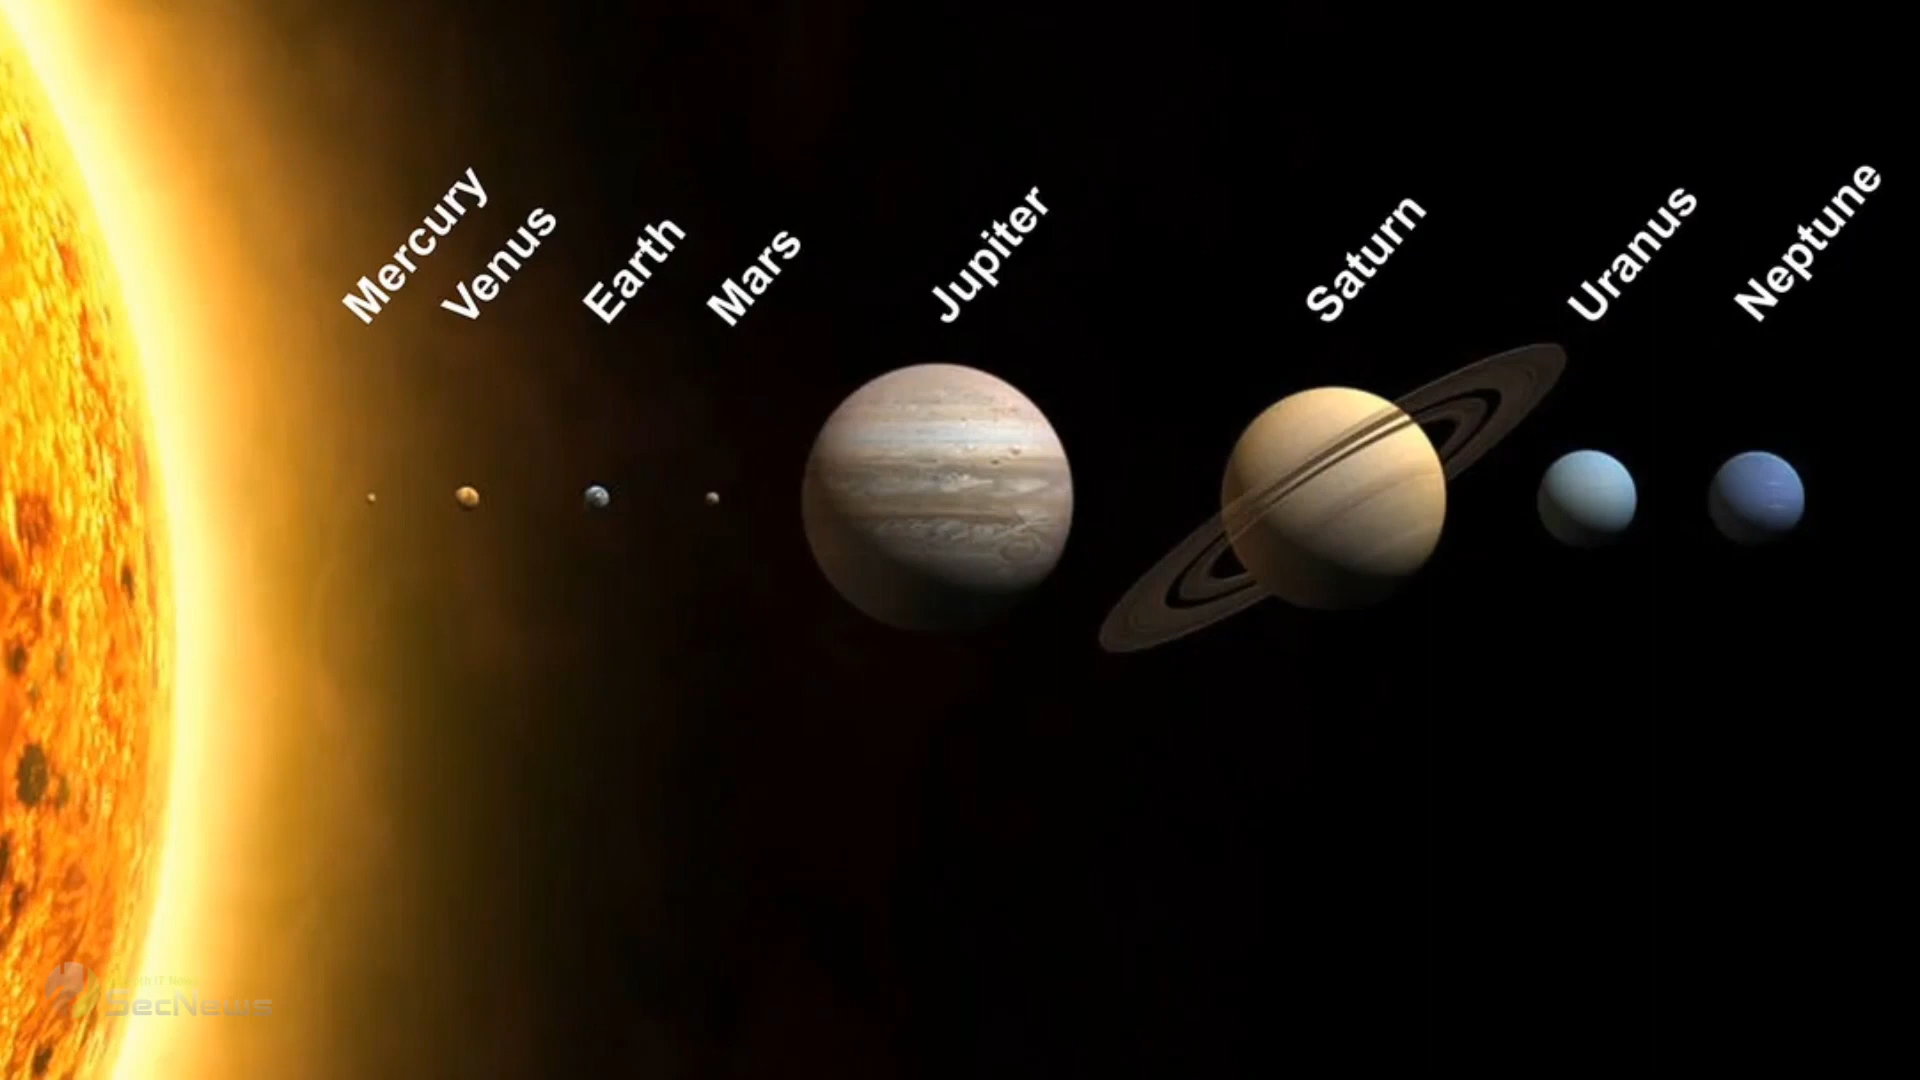 Mercury
Venus
Earth
Mars
Jupiter
Saturn
Uranus
Neptune
SecNews